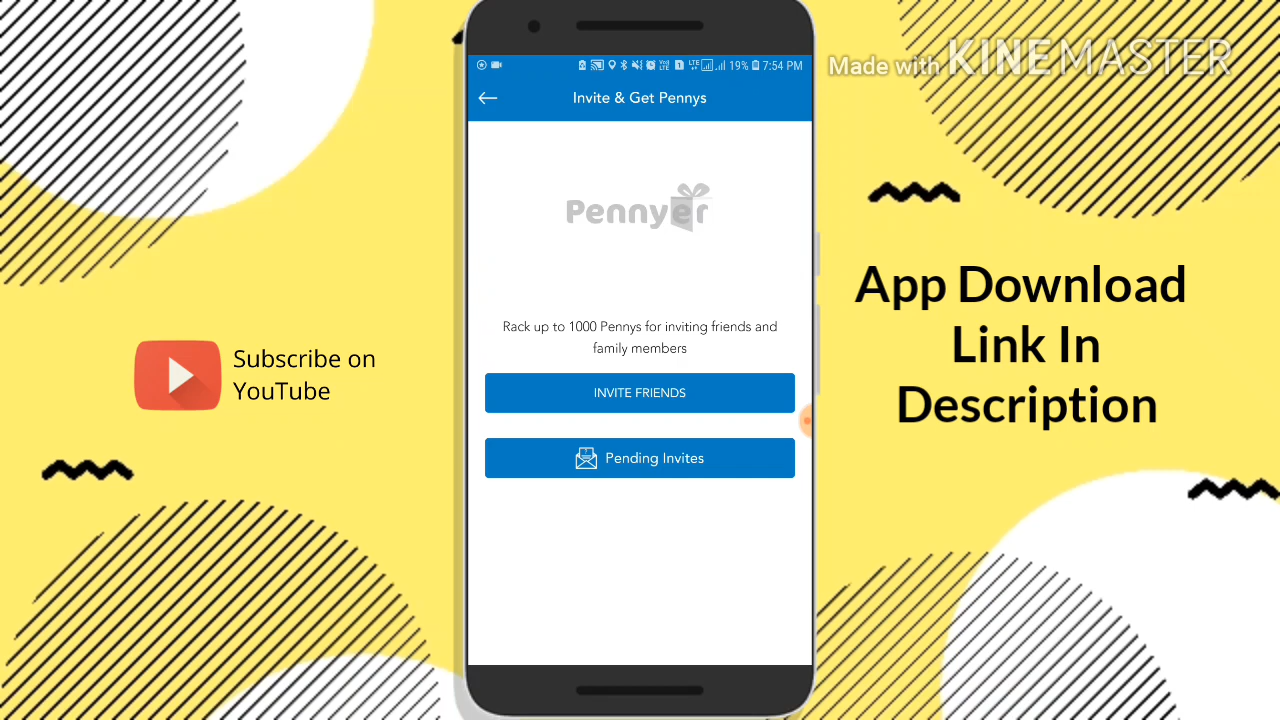 Made with KINEMASTER
LTE 19% 7:54 PM
Invite & Get Pennys
Pennyer
Rack up to 1000 Pennys for inviting friends and
family members
INVITE FRIENDS
Pending Invites
Subscribe on
YouTube
App Download
Link In
Description